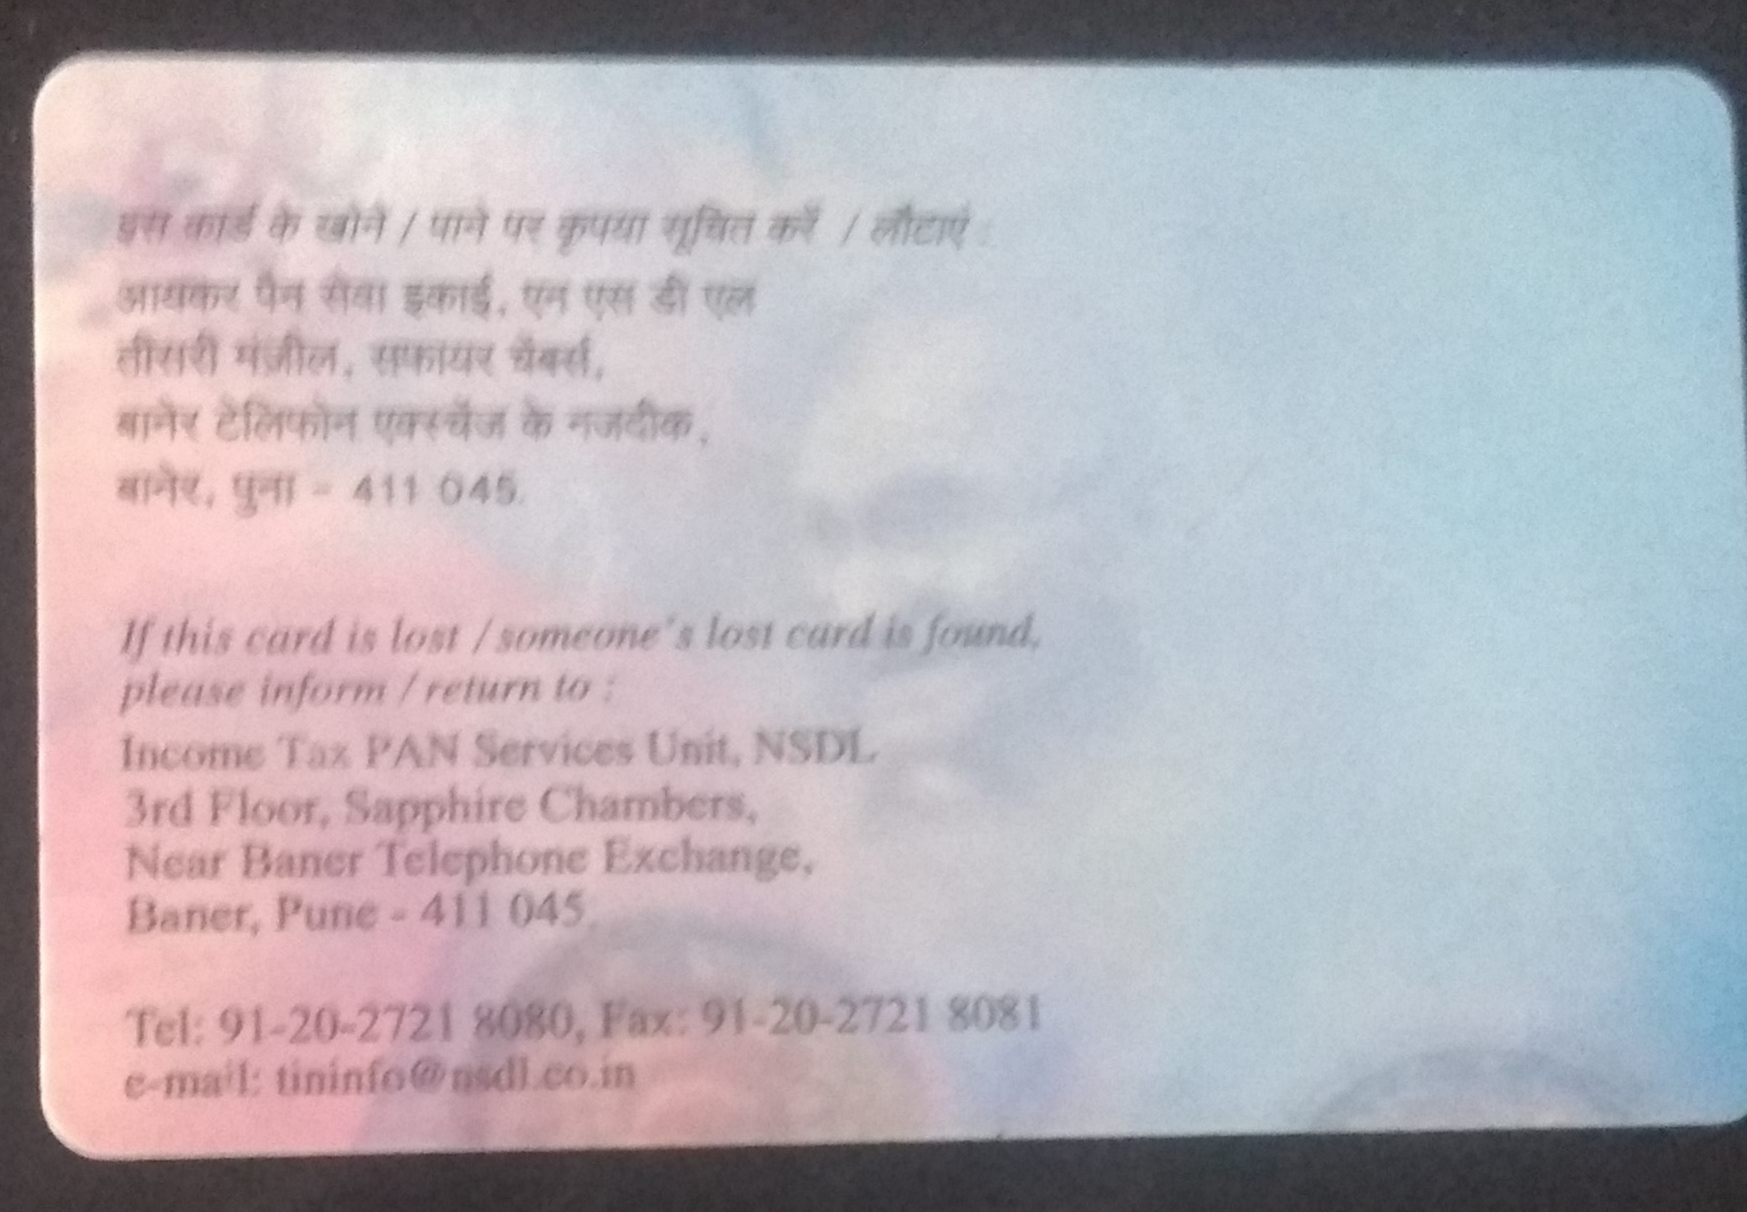 इस कार्ड के खोने / पाने पर कृपया सूचित करें / लौटाएं :
आयकर पैन सेवा इकाई, एन एस डी एल
तीसरी मंज़ील, सफायर चेंबर्स,
बानेर टेलिफोन एक्स्चेंज के नजदीक,
बानेर, पुना - 411 045.
If this card is lost / someone's lost card is found,
please inform / return to :
Income Tax PAN Services Unit, NSDL
3rd Floor, Sapphire Chambers,
Near Baner Telephone Exchange,
Baner, Pune - 411 045.
Tel: 91-20-2721 8080, Fax: 91-20-2721 8081
e-mail: tininfo@nsdl.co.in